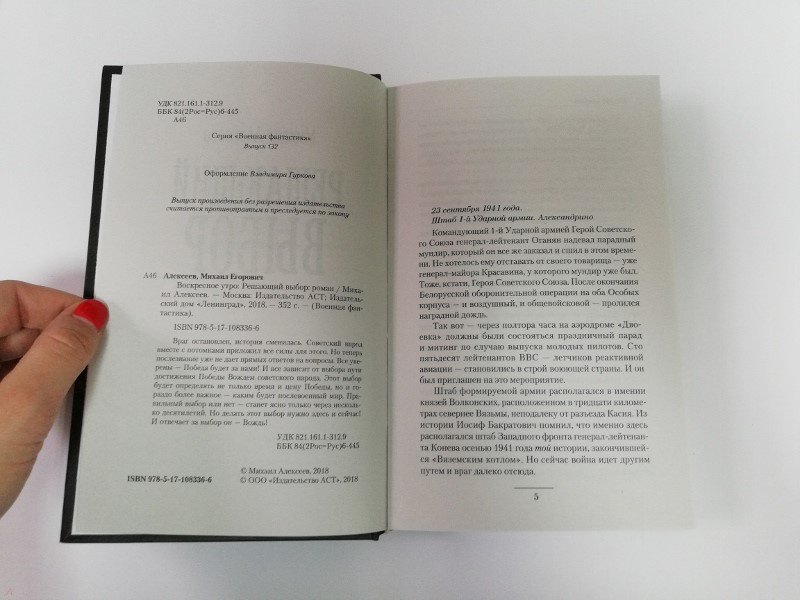 УДК 821.161.1-312.9
ББК 84(2Рос=Рус)6-445
А46
Серия «Военная фантастика»
Выпуск 132
Оформление Владимира Гуркова
Выпуск произведения без разрешения издательства
считается противоправным и преследуется по закону
А46 Алексеев, Михаил Егорович
Воскресное утро: Решающий выбор: роман / Миха-
ил Алексеев. — Москва: Издательство АСТ; Издатель-
ский дом «Ленинград», 2018. — 352 с. — (Военная фан-
тастика).
ISBN 978-5-17-108336-6
Враг остановлен, история сменилась. Советский народ
вместе с потомками приложил все силы для этого. Но теперь
послезнание уже не дает прямых ответов на вопросы. Все уве-
рены — Победа будет за нами! И все зависит от выбора пути
достижения Победы Вождем советского народа. Этот выбор
будет определять не только время и цену Победы, но и го-
раздо более важное — каким будет послевоенный мир. Пра-
вильный выбор или нет — станет ясно только через несколь-
ко десятилетий. Но делать этот выбор нужно здесь и сейчас!
И отвечает за выбор он — Вождь!
УДК 821.161.1-312.9
ББК 84(2Рос=Рус)6-445
© Михаил Алексеев, 2018
ISBN 978-5-17-108336-6 © ООО «Издательство АСТ», 2018
23 сентября 1941 года.
Штаб 1-й Ударной армии. Александрино
Командующий 1-й Ударной армией Герой Советско-
го Союза генерал-лейтенант Оганян надевал парадный
мундир, который он все же заказал и сшил в этом време-
ни. Не хотелось ему отставать от своего товарища — уже
генерал-майора Красавина, у которого мундир уже был.
Тоже, кстати, Героя Советского Союза. После окончания
Белорусской оборонительной операции на оба Особых
корпуса — и воздушный, и общевойсковой — пролился
наградной дождь.
Так вот — через полтора часа на аэродроме «Дво-
евка» должны были состояться праздничный парад
и митинг по случаю выпуска молодых пилотов. Сто
пятьдесят лейтенантов ВВС — летчиков реактивной
авиации — становились в строй воюющей страны. И он
был приглашен на это мероприятие.
Штаб формируемой армии располагался в имении
князей Волконских, расположенном в тридцати киломе-
трах севернее Вязьмы, неподалеку от разъезда Касня. Из
истории Иосиф Бакратович помнил, что именно здесь
располагался штаб Западного фронта генерал-лейтенан-
та Конева осенью 1941 года той истории, закончившей-
ся «Вяземским котлом». Но сейчас война идет другим
путем и враг далеко отсюда.
5